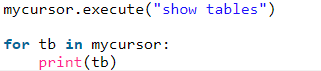 mycursor.execute("show tables")
for tb in mycursor:
    print(tb)